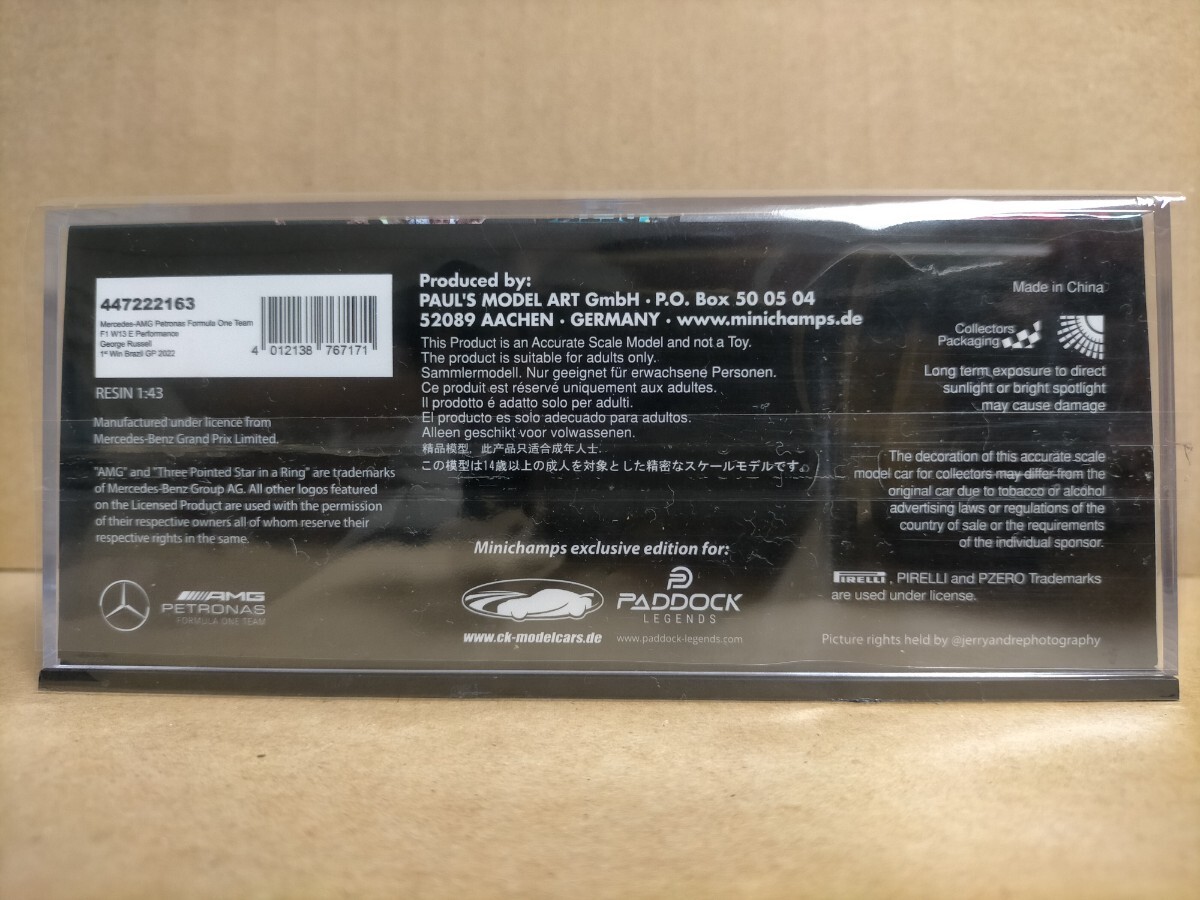 447222163
Mercedes-AMG Petronas Formula One Team
F1 W13 E Performance
George Russell
1st Win Brazil GP 2022
4 012138 767171
RESIN 1:43
Manufactured under licence from
Mercedes-Benz Grand Prix Limited.
"AMG" and "Three Pointed Star in a Ring" are trademarks
of Mercedes-Benz Group AG. All other logos featured
on the Licensed Product are used with the permission
of their respective owners all of whom reserve their
respective rights in the same.
AMG
PETRONAS
FORMULA ONE TEAM
Produced by:
PAUL'S MODEL ART GmbH · P.O. Box 50 05 04
52089 AACHEN · GERMANY · www.minichamps.de
This Product is an Accurate Scale Model and not a Toy.
The product is suitable for adults only.
Sammlermodell. Nur geeignet für erwachsene Personen.
Ce produit est réservé uniquement aux adultes.
Il prodotto é adatto solo per adulti.
El producto es solo adecuado para adultos.
Alleen geschikt voor volwassenen.
精品模型，此产品只适合成年人士.
この模型は14歳以上の成人を対象とした精密なスケールモデルです。
Minichamps exclusive edition for:
www.ck-modelcars.de
PADDOCK
LEGENDS
www.paddock-legends.com
Made in China
Collectors
Packaging
Long term exposure to direct
sunlight or bright spotlight
may cause damage
The decoration of this accurate scale
model car for collectors may differ from the
original car due to tobacco or alcohol
advertising laws or regulations of the
country of sale or the requirements
of the individual sponsor.
PIRELLI, PIRELLI and PZERO Trademarks
are used under license.
Picture rights held by @jerryandrephotography